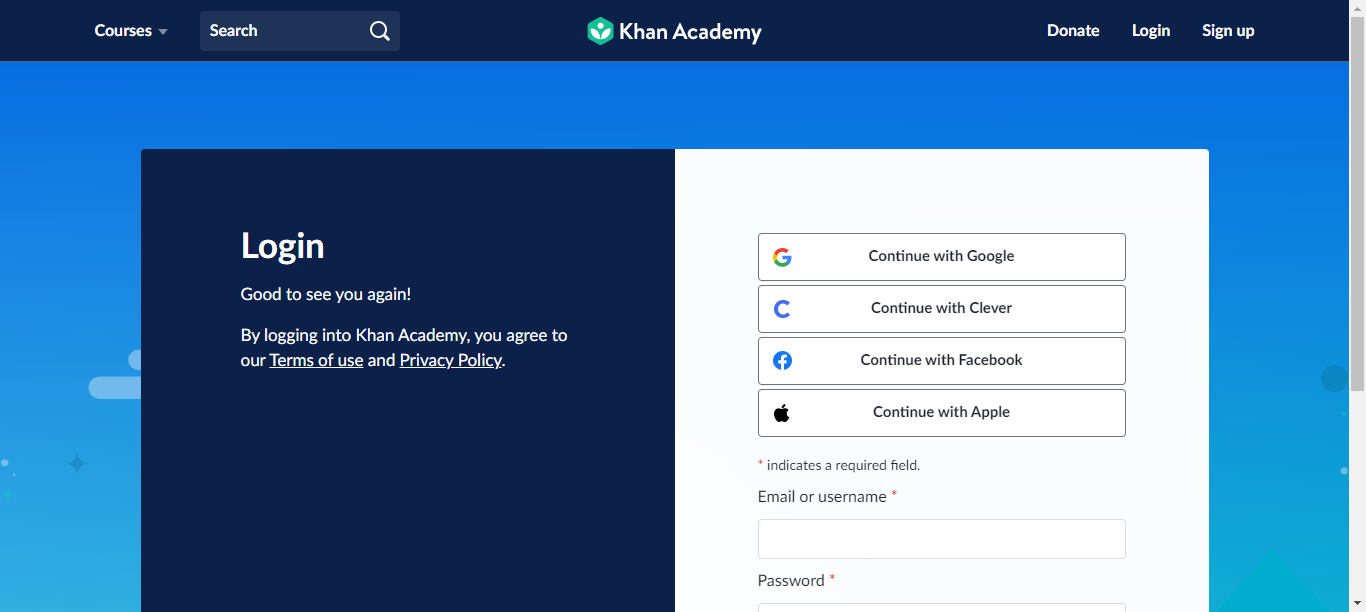 Courses
Search
Khan Academy
Donate
Login
Sign up
Login
Good to see you again!
By logging into Khan Academy, you agree to
our Terms of use and Privacy Policy.
Continue with Google
Continue with Clever
Continue with Facebook
Continue with Apple
* indicates a required field.
Email or username *
Password *